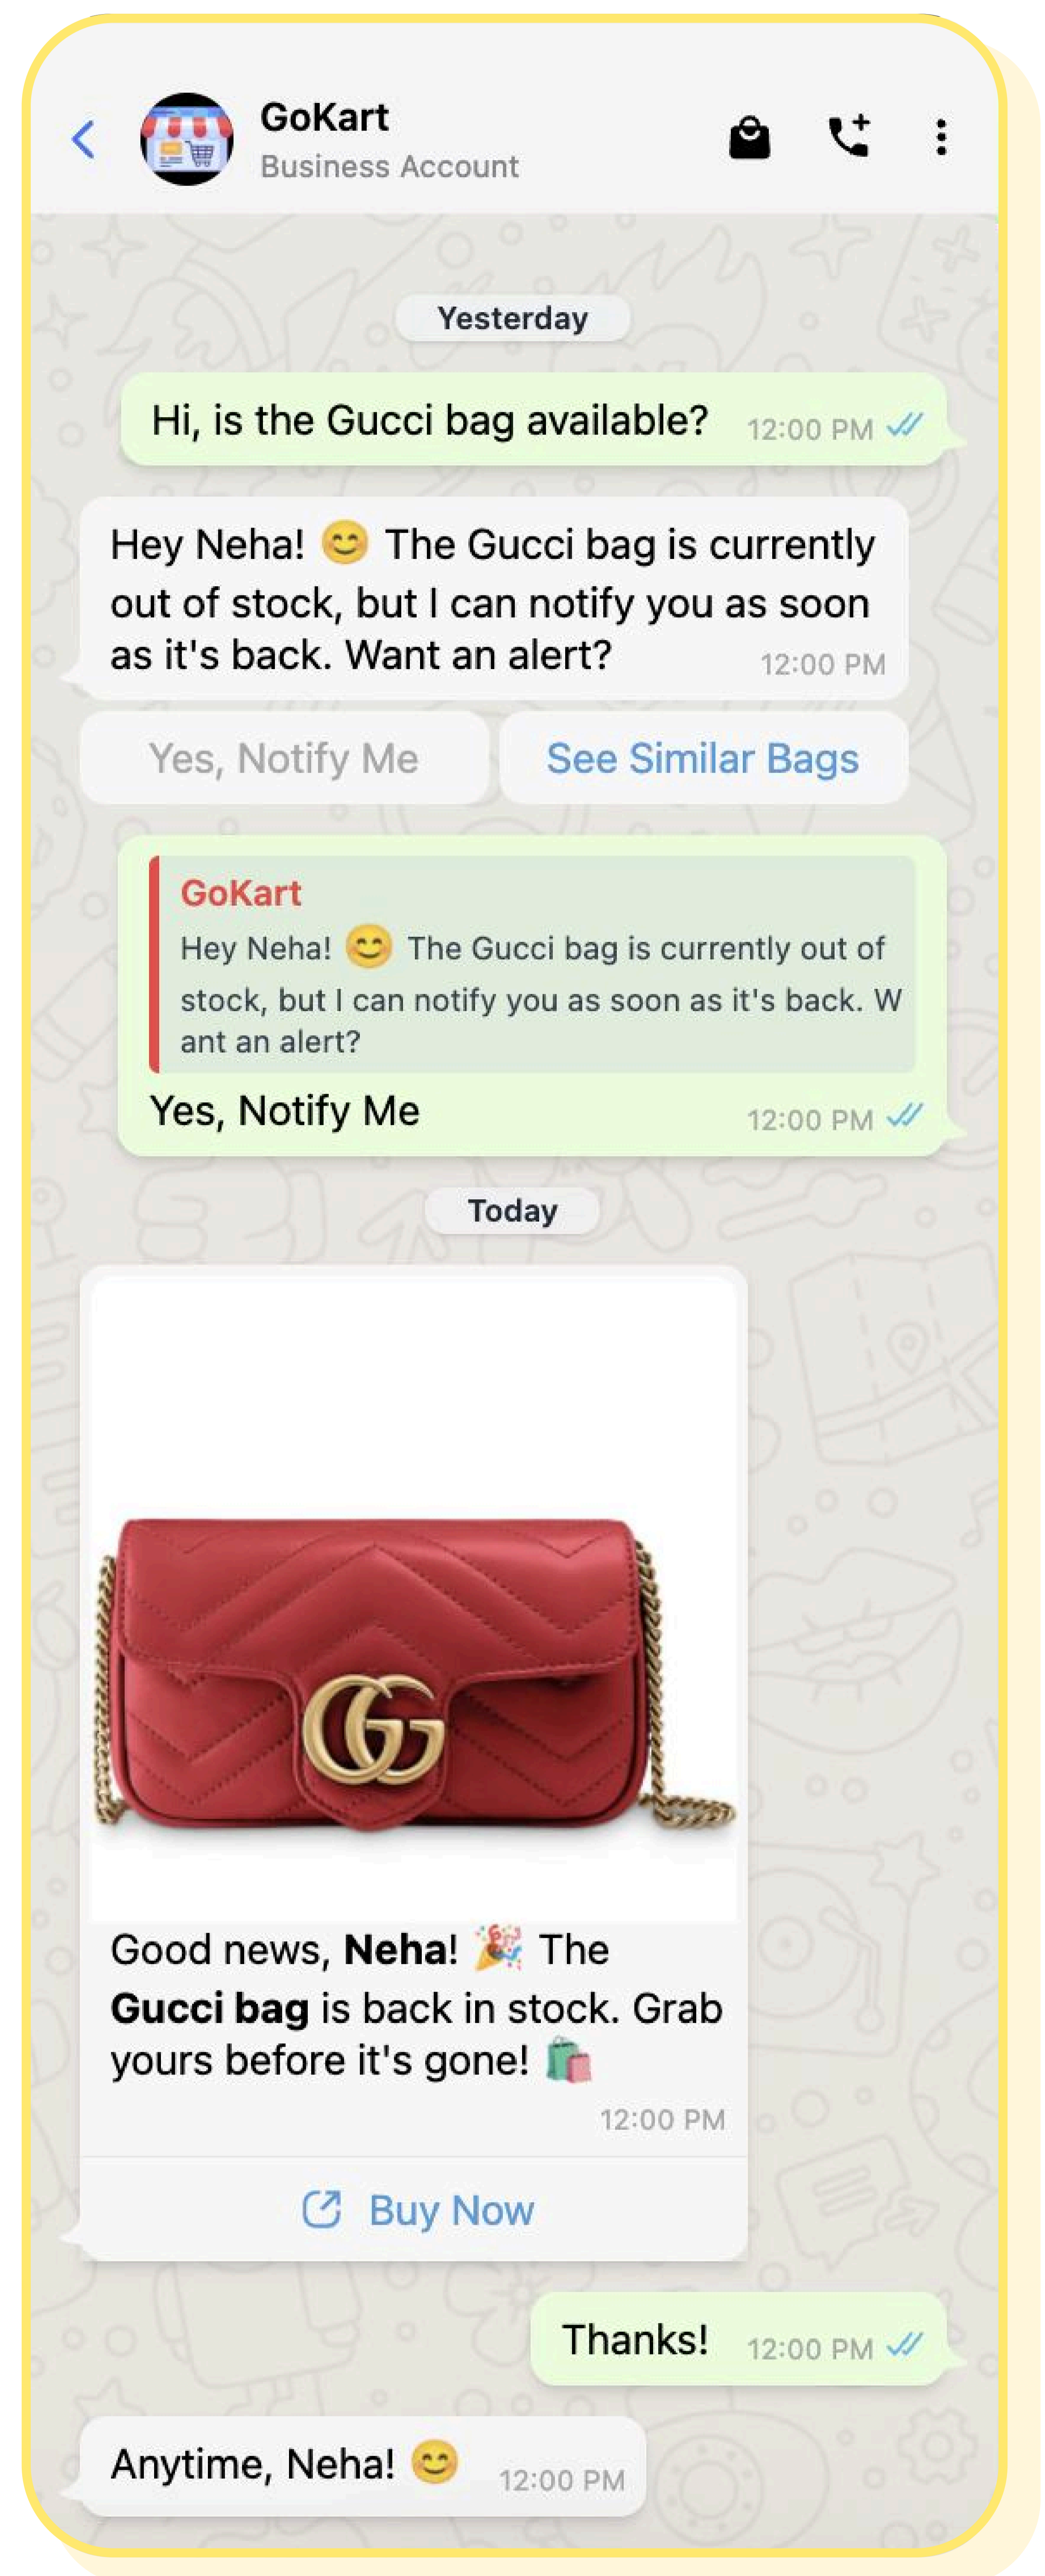 GoKart
Business Account
Yesterday
Hi, is the Gucci bag available? 12:00 PM
Hey Neha! 😊 The Gucci bag is currently
out of stock, but I can notify you as soon
as it's back. Want an alert? 12:00 PM
Yes, Notify Me See Similar Bags
GoKart
Hey Neha! 😊 The Gucci bag is currently out of
stock, but I can notify you as soon as it's back. W
ant an alert?
Yes, Notify Me 12:00 PM
Today
GG
Good news, Neha! 🎉 The
Gucci bag is back in stock. Grab
yours before it's gone! 🛍️
12:00 PM
Buy Now
Thanks! 12:00 PM
Anytime, Neha! 😊 12:00 PM